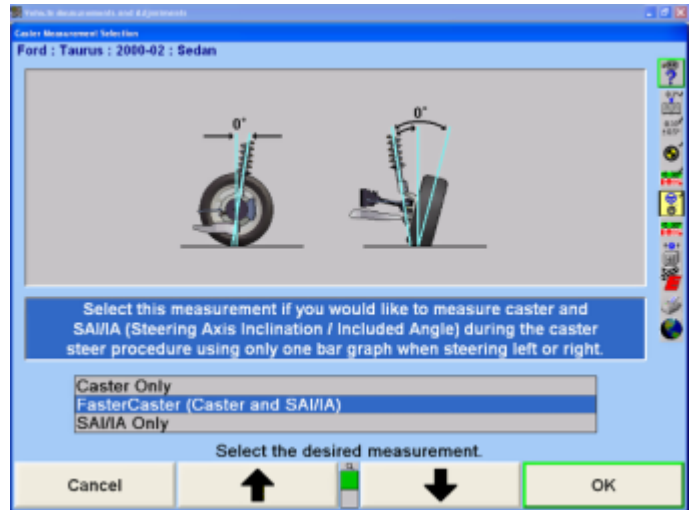 Vehicle Measurements and Adjustments
Caster Measurement Selection
Ford : Taurus : 2000-02 : Sedan
0°
0°
Select this measurement if you would like to measure caster and
SAI/IA (Steering Axis Inclination / Included Angle) during the caster
steer procedure using only one bar graph when steering left or right.
Caster Only
FasterCaster (Caster and SAI/IA)
SAI/IA Only
Select the desired measurement.
Cancel
OK